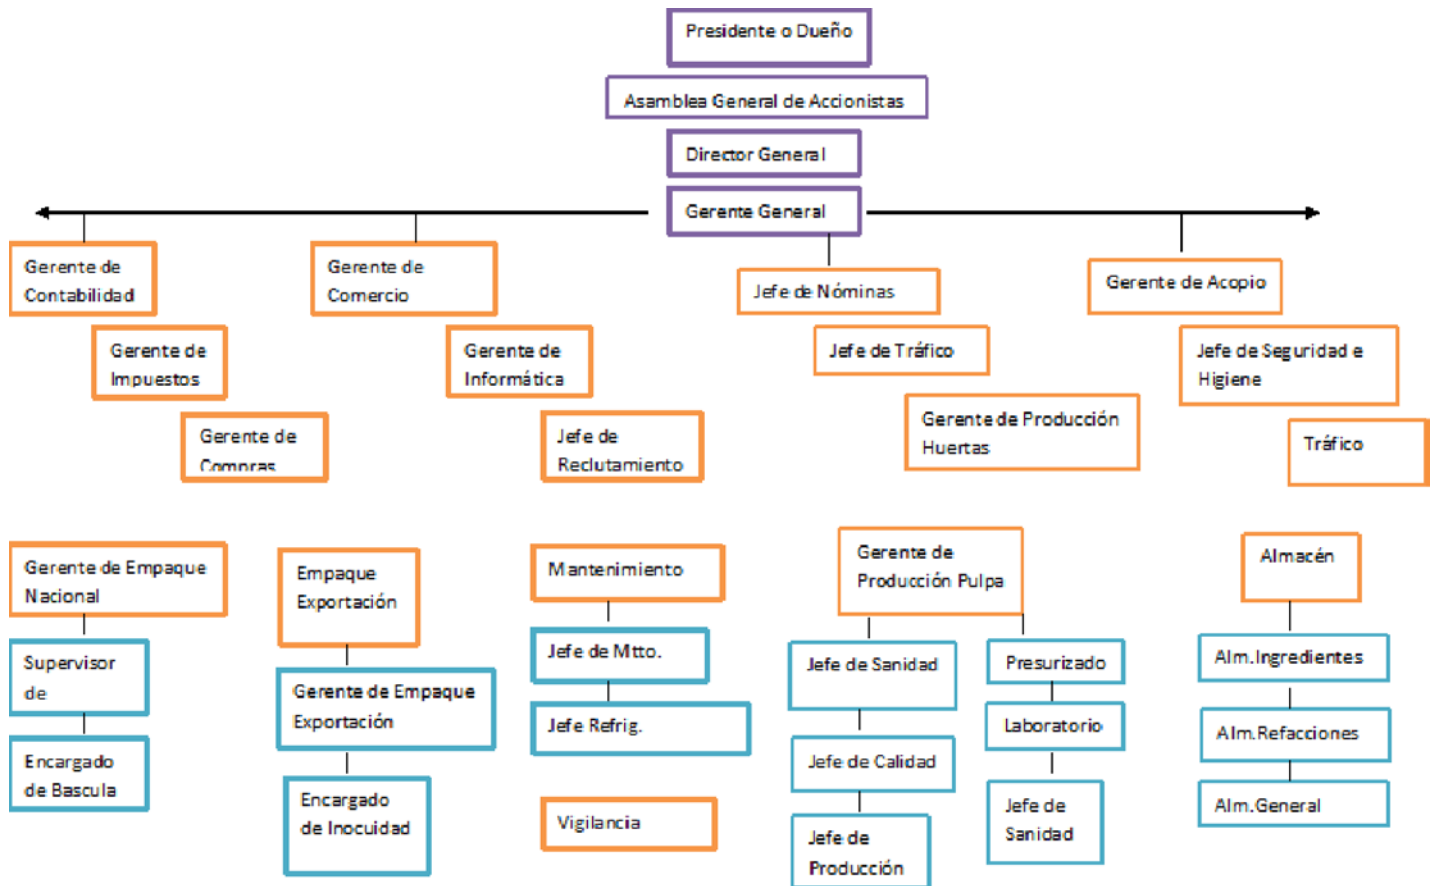 Presidente o Dueño
Asamblea General de Accionistas
Director General
Gerente General
Gerente de
Contabilidad
Gerente de
Comercio
Jefe de Nóminas
Gerente de Acopio
Gerente de
Impuestos
Gerente de
Informática
Jefe de Tráfico
Jefe de Seguridad e
Higiene
Gerente de
Compras
Jefe de
Reclutamiento
Gerente de Producción
Huertas
Tráfico
Gerente de Empaque
Nacional
Empaque
Exportación
Mantenimiento
Gerente de
Producción Pulpa
Almacén
Supervisor
de
Gerente de Empaque
Exportación
Jefe de Mtto.
Jefe de Sanidad
Presurizado
Alm.Ingredientes
Encargado
de Bascula
Encargado
de Inocuidad
Jefe Refrig.
Jefe de Calidad
Laboratorio
Alm.Refacciones
Vigilancia
Jefe de
Producción
Jefe de
Sanidad
Alm.General